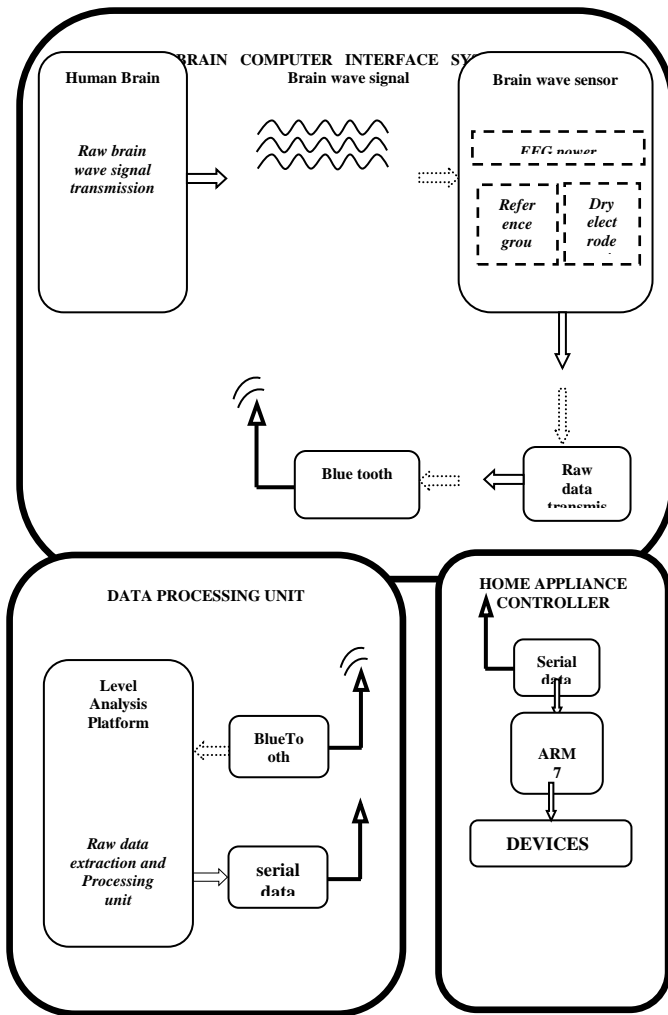 BRAIN COMPUTER INTERFACE SYS
Human Brain
Raw brain
wave signal
transmission
Brain wave signal
Brain wave sensor
EEG power
Refer
ence
grou
Dry
elect
rode
Blue tooth
Raw
data
transmis
DATA PROCESSING UNIT
Level
Analysis
Platform
Raw data
extraction and
Processing
unit
BlueTo
oth
serial
data
HOME APPLIANCE
CONTROLLER
Serial
data
ARM
7
DEVICES